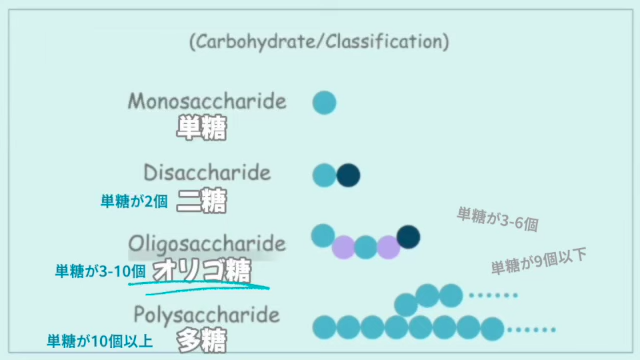 (Carbohydrate/Classification)
Monosaccharide
単糖
Disaccharide
単糖が2個 二糖
Oligosaccharide
単糖が3-6個
単糖が3-10個 オリゴ糖
単糖が9個以下
Polysaccharide
単糖が10個以上 多糖